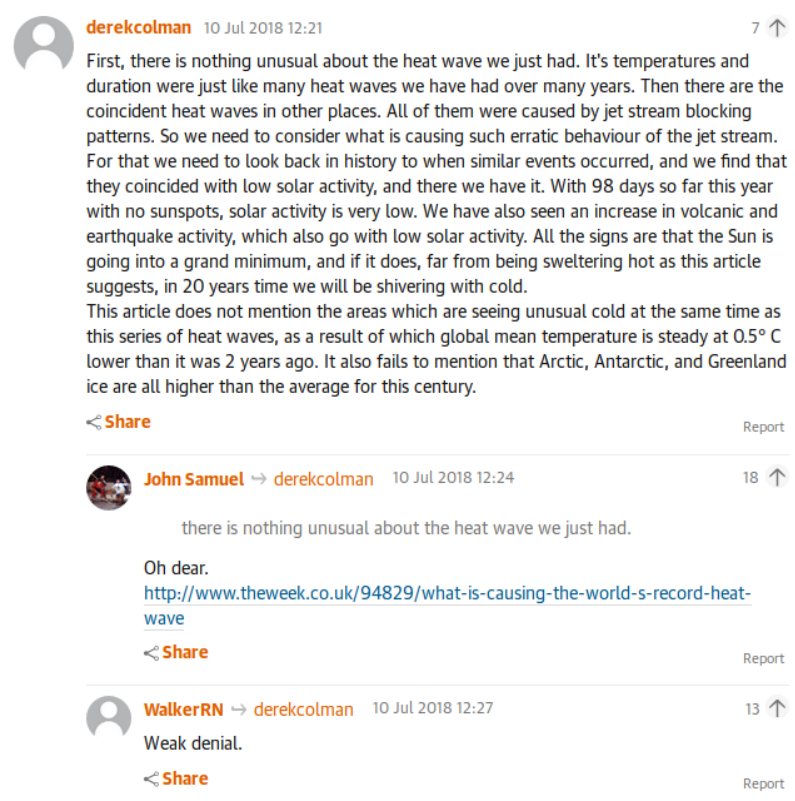 derekcolman 10 Jul 2018 12:21 7
First, there is nothing unusual about the heat wave we just had. It's temperatures and
duration were just like many heat waves we have had over many years. Then there are the
coincident heat waves in other places. All of them were caused by jet stream blocking
patterns. So we need to consider what is causing such erratic behaviour of the jet stream.
For that we need to look back in history to when similar events occurred, and we find that
they coincided with low solar activity, and there we have it. With 98 days so far this year
with no sunspots, solar activity is very low. We have also seen an increase in volcanic and
earthquake activity, which also go with low solar activity. All the signs are that the Sun is
going into a grand minimum, and if it does, far from being sweltering hot as this article
suggests, in 20 years time we will be shivering with cold.
This article does not mention the areas which are seeing unusual cold at the same time as
this series of heat waves, as a result of which global mean temperature is steady at 0.5° C
lower than it was 2 years ago. It also fails to mention that Arctic, Antarctic, and Greenland
ice are all higher than the average for this century.
Share Report
John Samuel derekcolman 10 Jul 2018 12:24 18
there is nothing unusual about the heat wave we just had.
Oh dear.
http://www.theweek.co.uk/94829/what-is-causing-the-world-s-record-heat-
wave
Share Report
WalkerRN derekcolman 10 Jul 2018 12:27 13
Weak denial.
Share Report